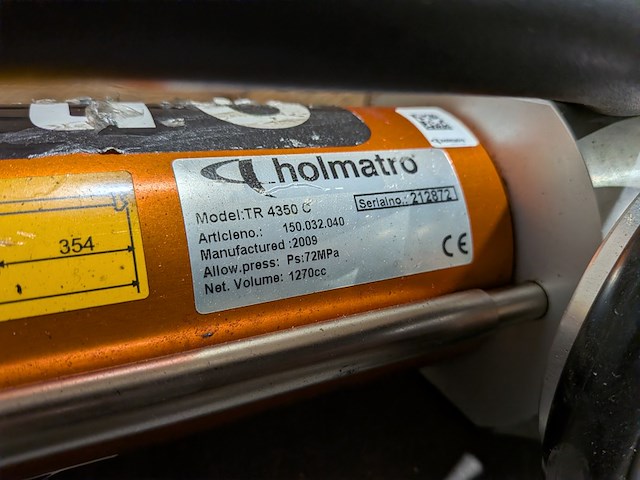 holmatro
Model:TR 4350 C
Serialno.: 212872
Articleno.: 150.032.040
Manufactured :2009
Allow.press: Ps:72MPa
Net. Volume: 1270cc
CE
354